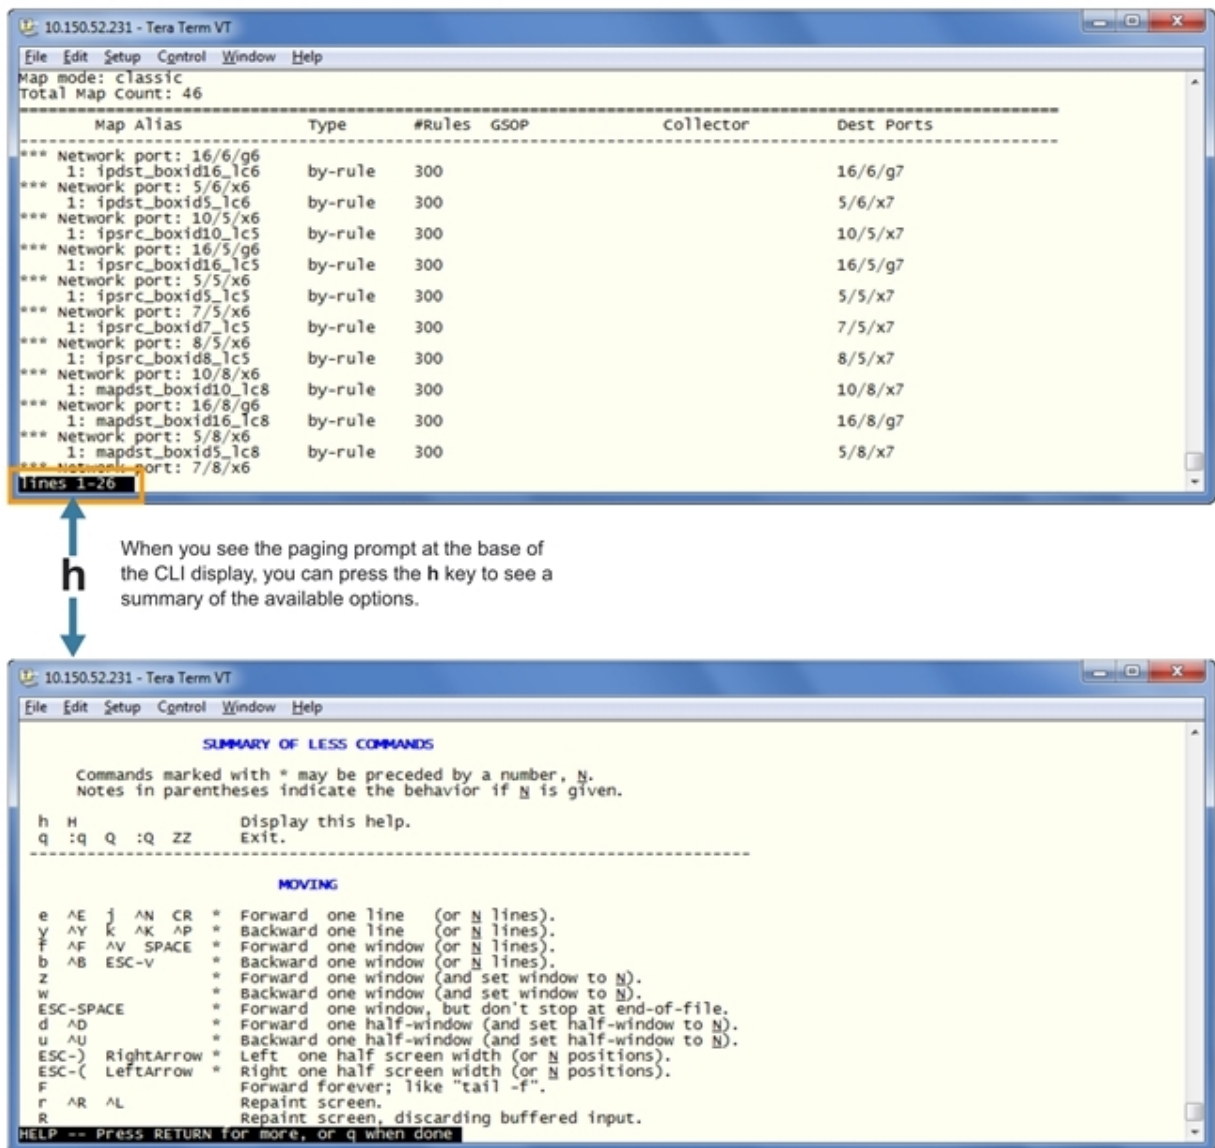 10.150.52.231 - Tera Term VT
File Edit Setup Control Window Help
Map mode: classic
Total Map Count: 46
Map Alias Type #Rules GSOP Collector Dest Ports
*** Network port: 16/6/g6
1: ipdst_boxid16_lc6 by-rule 300 16/6/g7
*** Network port: 5/6/x6
1: ipdst_boxid5_lc6 by-rule 300 5/6/x7
*** Network port: 10/5/x6
1: ipsrc_boxid10_lc5 by-rule 300 10/5/x7
*** Network port: 16/5/g6
1: ipsrc_boxid16_lc5 by-rule 300 16/5/g7
*** Network port: 5/5/x6
1: ipsrc_boxid5_lc5 by-rule 300 5/5/x7
*** Network port: 7/5/x6
1: ipsrc_boxid7_lc5 by-rule 300 7/5/x7
*** Network port: 8/5/x6
1: ipsrc_boxid8_lc5 by-rule 300 8/5/x7
*** Network port: 10/8/x6
1: mapdst_boxid10_lc8 by-rule 300 10/8/x7
*** Network port: 16/8/g6
1: mapdst_boxid16_lc8 by-rule 300 16/8/g7
*** Network port: 5/8/x6
1: mapdst_boxid5_lc8 by-rule 300 5/8/x7
*** Network port: 7/8/x6
lines 1-26
h
When you see the paging prompt at the base of
the CLI display, you can press the h key to see a
summary of the available options.
10.150.52.231 - Tera Term VT
File Edit Setup Control Window Help
SUMMARY OF LESS COMMANDS
Commands marked with * may be preceded by a number, N.
Notes in parentheses indicate the behavior if N is given.
h H Display this help.
q :q Q :Q ZZ Exit.
MOVING
e ^E j ^N CR * Forward one line (or N lines).
y ^Y k ^K ^P * Backward one line (or N lines).
f ^F ^V SPACE * Forward one window (or N lines).
b ^B ESC-v * Backward one window (or N lines).
z * Forward one window (and set window to N).
w * Backward one window (and set window to N).
ESC-SPACE * Forward one window, but don't stop at end-of-file.
d ^D * Forward one half-window (and set half-window to N).
u ^U * Backward one half-window (and set half-window to N).
ESC-) RightArrow * Left one half screen width (or N positions).
ESC-( LeftArrow * Right one half screen width (or N positions).
F Forward forever; like "tail -f".
r ^R ^L Repaint screen.
R Repaint screen, discarding buffered input.
HELP -- Press RETURN for more, or q when done